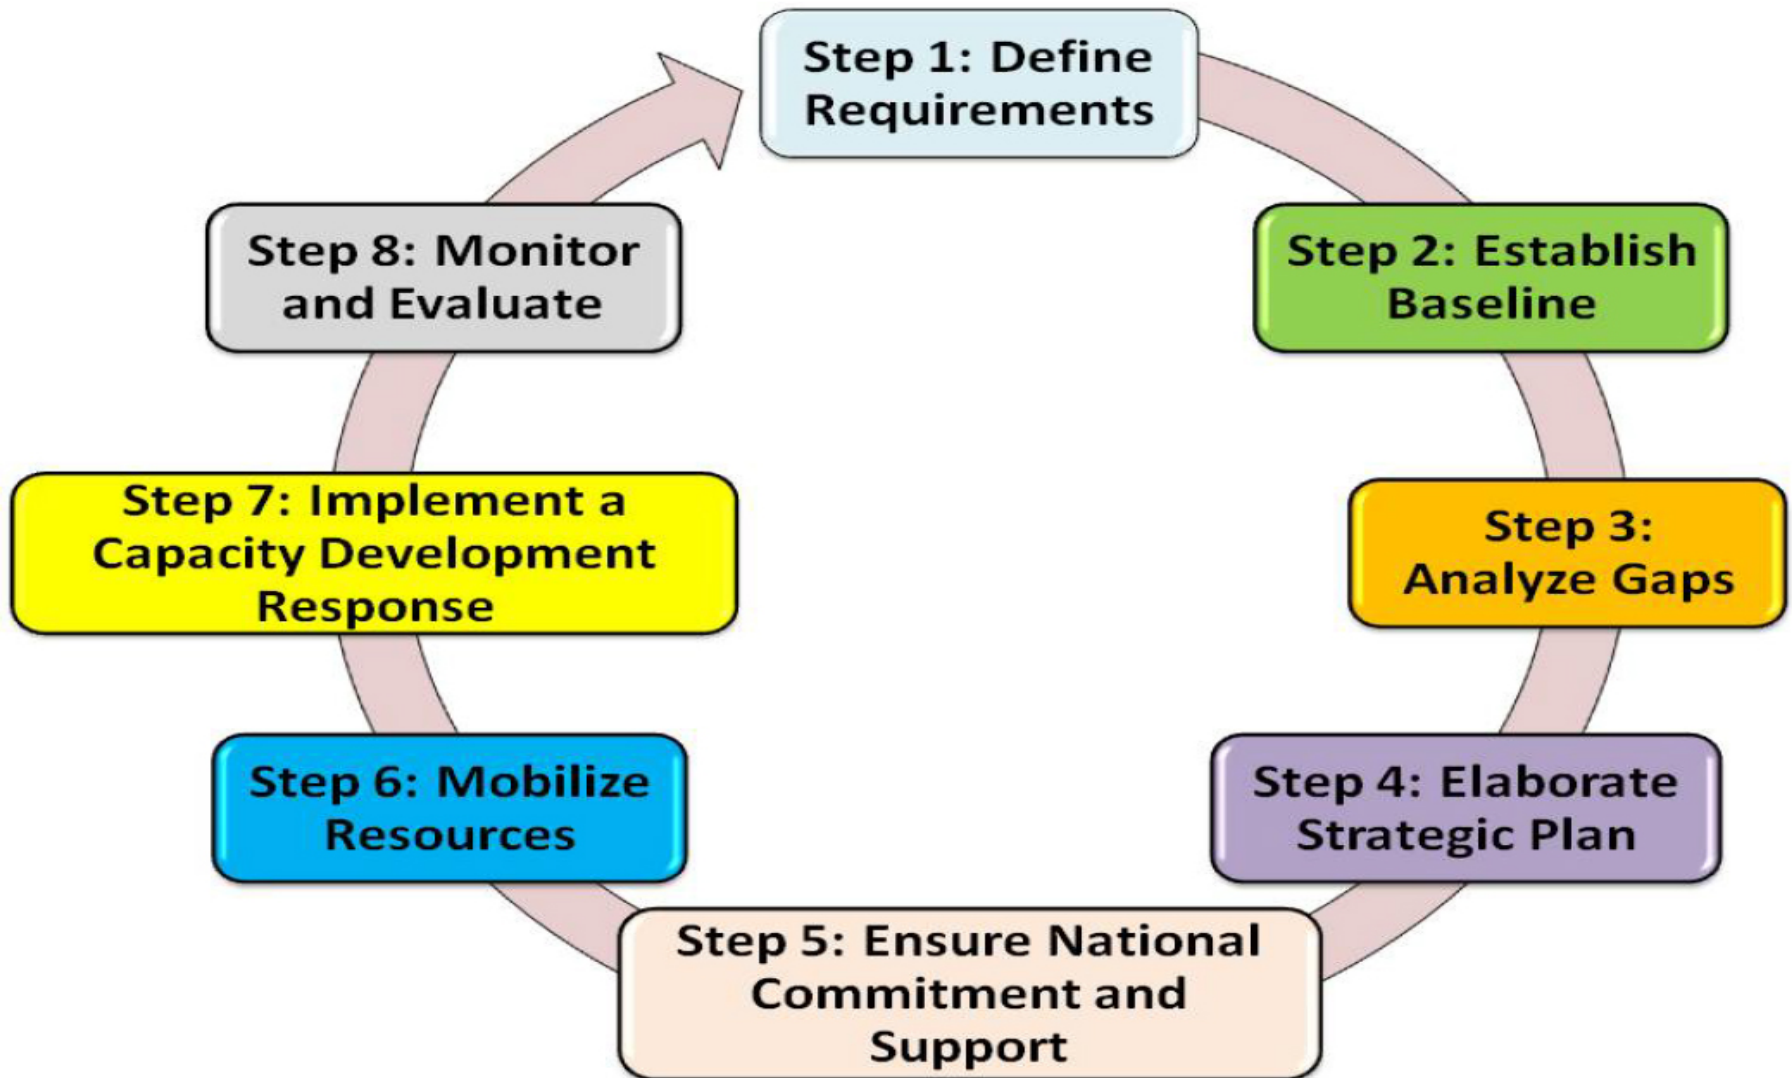 Step 1: Define
Requirements
Step 2: Establish
Baseline
Step 3:
Analyze Gaps
Step 4: Elaborate
Strategic Plan
Step 5: Ensure National
Commitment and
Support
Step 6: Mobilize
Resources
Step 7: Implement a
Capacity Development
Response
Step 8: Monitor
and Evaluate